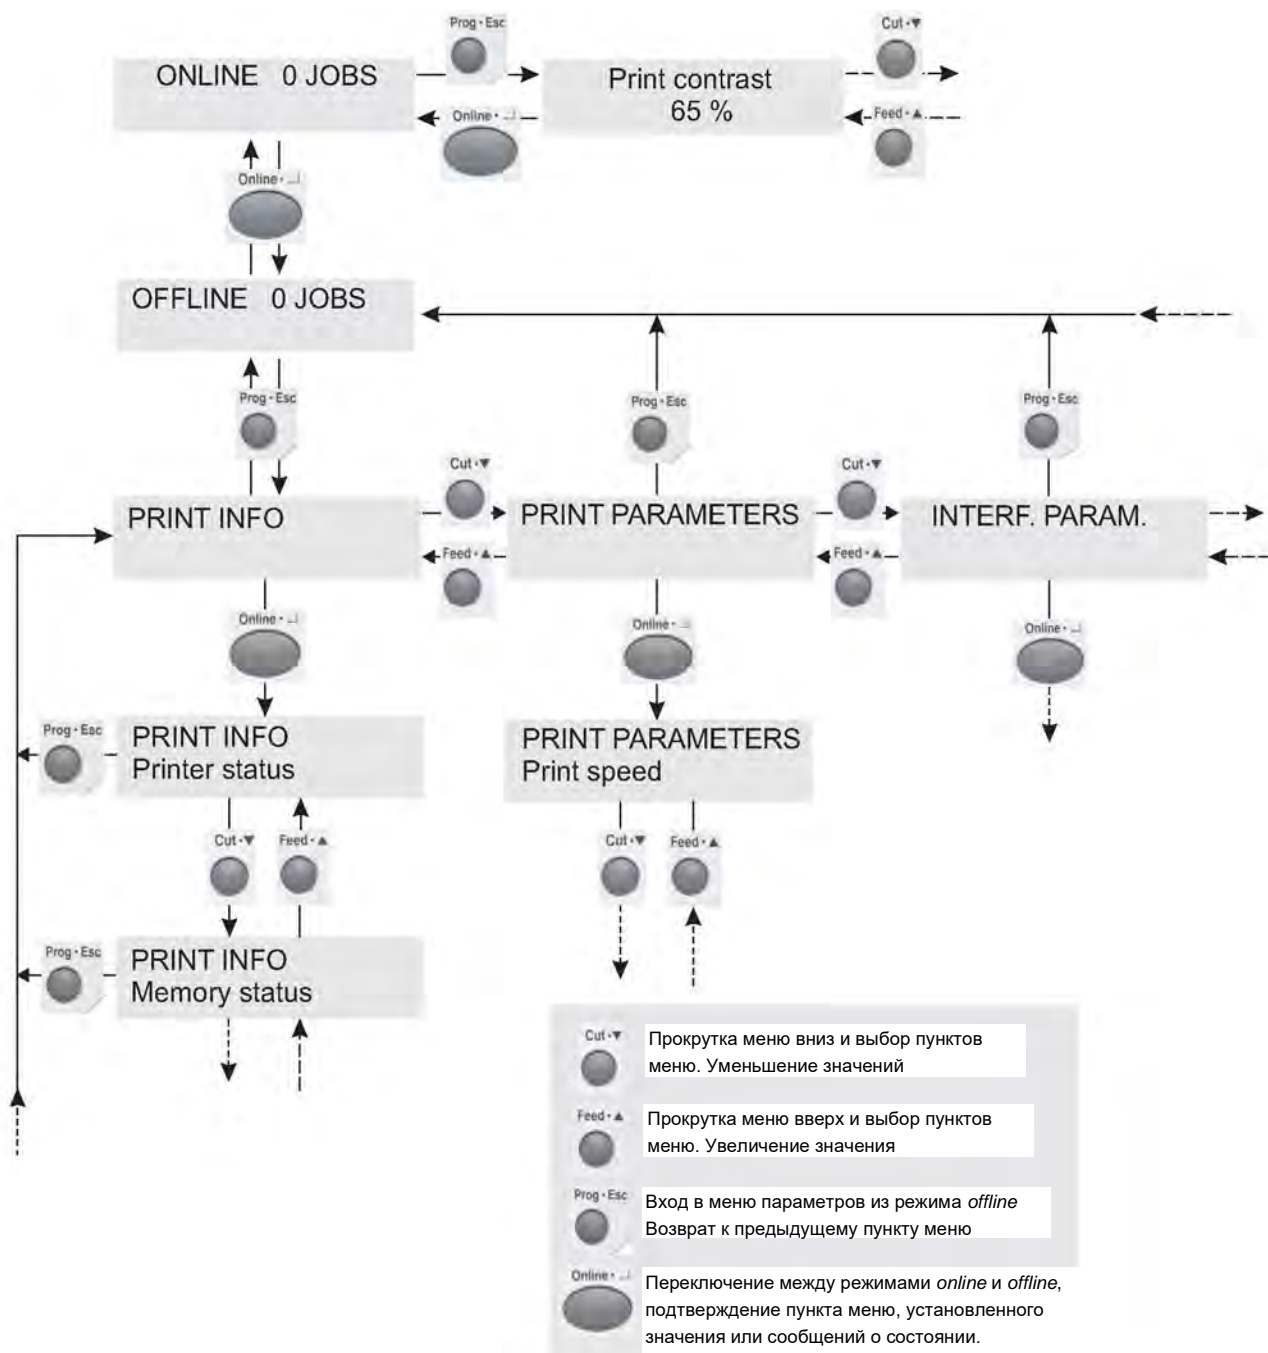 Prog · Esc
Cut · ▼
ONLINE 0 JOBS
Print contrast
65 %
Online · ⏎
Feed · ▲
Online · ⏎
OFFLINE 0 JOBS
Prog · Esc
Prog · Esc
Prog · Esc
Cut · ▼
Cut · ▼
PRINT INFO
PRINT PARAMETERS
INTERF. PARAM.
Feed · ▲
Feed · ▲
Online · ⏎
Online · ⏎
Online · ⏎
Prog · Esc
PRINT INFO
Printer status
PRINT PARAMETERS
Print speed
Cut · ▼
Feed · ▲
Cut · ▼
Feed · ▲
Prog · Esc
PRINT INFO
Memory status
Cut · ▼
Прокрутка меню вниз и выбор пунктов
меню. Уменьшение значений
Feed · ▲
Прокрутка меню вверх и выбор пунктов
меню. Увеличение значения
Prog · Esc
Вход в меню параметров из режима offline
Возврат к предыдущему пункту меню
Online · ⏎
Переключение между режимами online и offline,
подтверждение пункта меню, установленного
значения или сообщений о состоянии.